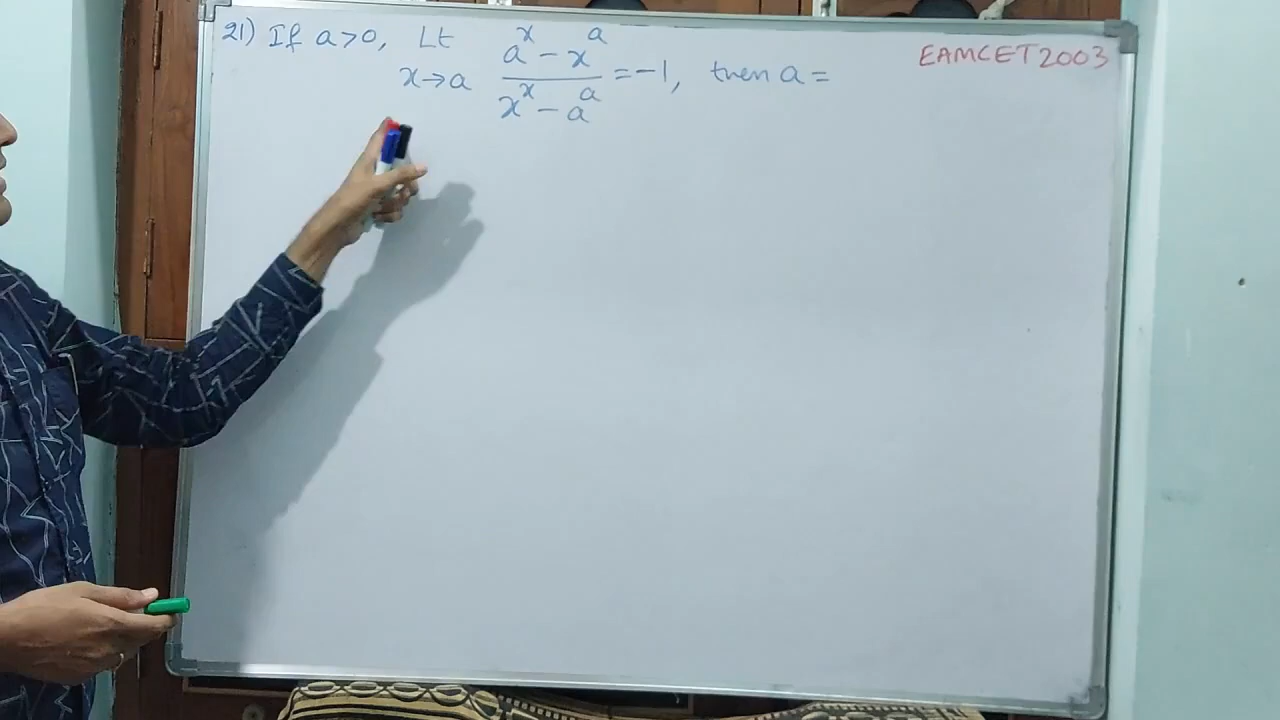 21) If a>0, Lt x→a (a^x - x^a)/(x^x - a^a) = -1, then a =
EAMCET2003